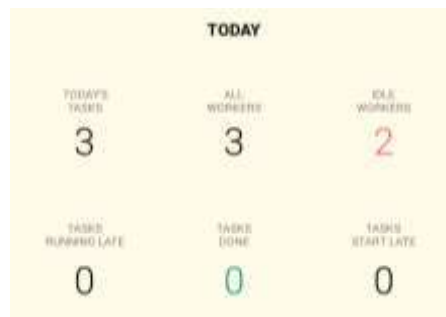 TODAY
TODAY'S ALL IDLE
TASKS WORKERS WORKERS
3 3 2
TASKS TASKS TASKS
RUNNING LATE DONE START LATE
0 0 0